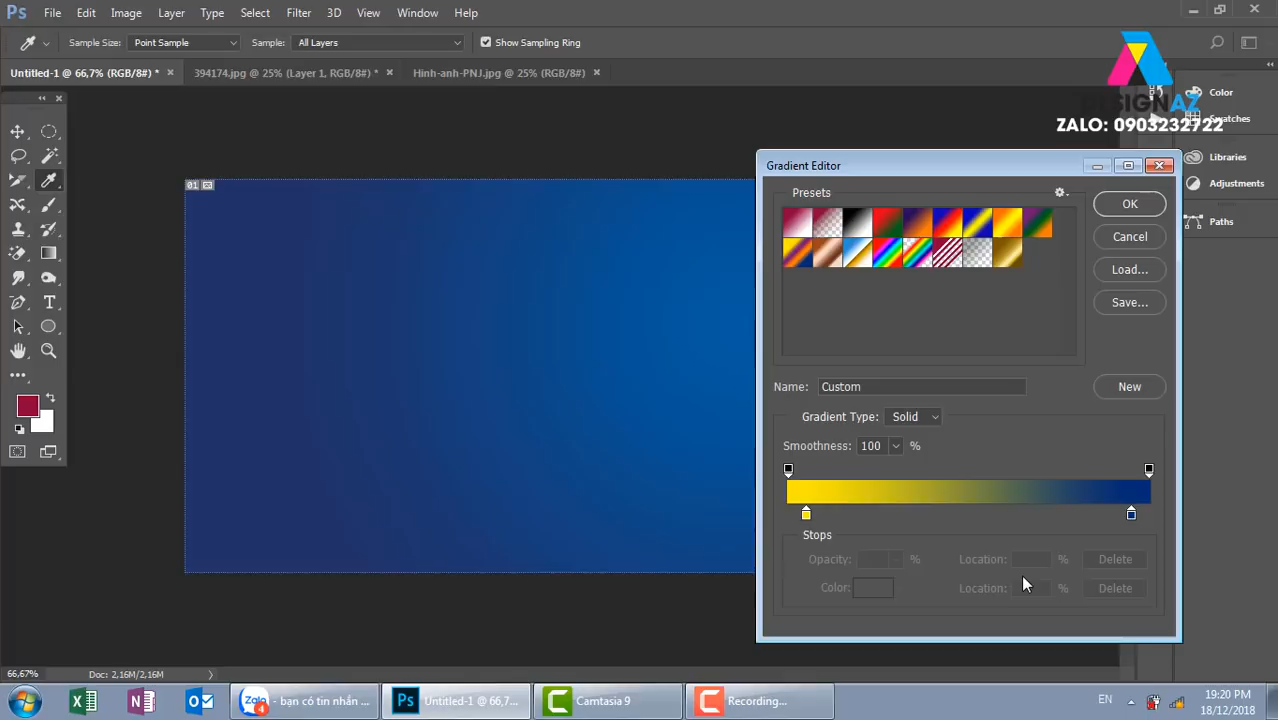 Ps File Edit Image Layer Type Select Filter 3D View Window Help
Sample Size: Point Sample Sample: All Layers Show Sampling Ring
Untitled-1 @ 66,7% (RGB/8#) * 394174.jpg @ 25% (Layer 1, RGB/8#) * Hinh-anh-PNJ.jpg @ 25% (RGB/8#)
DESIGNAZ
ZALO: 0903232722
Color
Swatches
Libraries
Adjustments
Paths
01
Gradient Editor
Presets
OK
Cancel
Load...
Save...
Name: Custom New
Gradient Type: Solid
Smoothness: 100 %
Stops
Opacity: % Location: % Delete
Color: Location: % Delete
66,67% Doc: 2,16M/2,16M
Zalo 4 - bạn có tin nhắn ... Ps Untitled-1 @ 66,7... Camtasia 9 Recording... EN 19:20 PM
18/12/2018